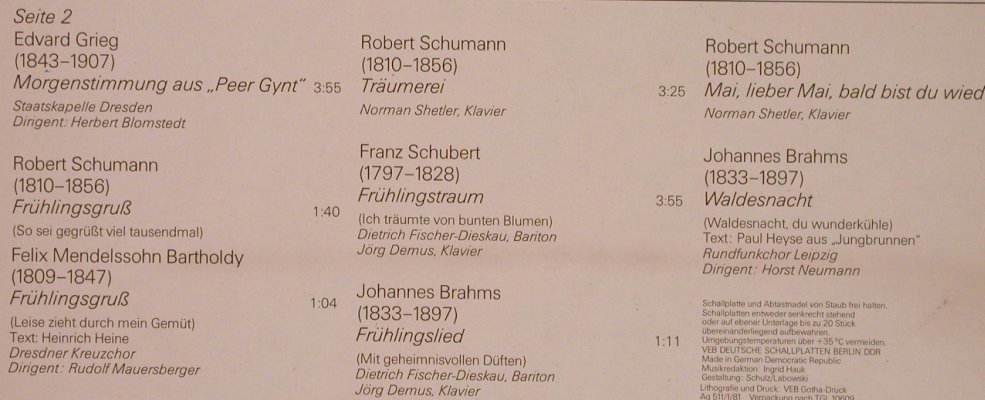 Seite 2
Edvard Grieg
(1843–1907)
Morgenstimmung aus „Peer Gynt“ 3:55
Staatskapelle Dresden
Dirigent: Herbert Blomstedt
Robert Schumann
(1810–1856)
Frühlingsgruß 1:40
(So sei gegrüßt viel tausendmal)
Felix Mendelssohn Bartholdy
(1809–1847)
Frühlingsgruß 1:04
(Leise zieht durch mein Gemüt)
Text: Heinrich Heine
Dresdner Kreuzchor
Dirigent: Rudolf Mauersberger
Robert Schumann
(1810–1856)
Träumerei 3:25
Norman Shetler, Klavier
Franz Schubert
(1797–1828)
Frühlingstraum 3:55
(Ich träumte von bunten Blumen)
Dietrich Fischer-Dieskau, Bariton
Jörg Demus, Klavier
Johannes Brahms
(1833–1897)
Frühlingslied 1:11
(Mit geheimnisvollen Düften)
Dietrich Fischer-Dieskau, Bariton
Jörg Demus, Klavier
Robert Schumann
(1810–1856)
Mai, lieber Mai, bald bist du wied
Norman Shetler, Klavier
Johannes Brahms
(1833–1897)
Waldesnacht
(Waldesnacht, du wunderkühle)
Text: Paul Heyse aus „Jungbrunnen“
Rundfunkchor Leipzig
Dirigent: Horst Neumann
Schallplatte und Abtastnadel von Staub frei halten.
Schallplatten entweder senkrecht stehend
oder auf ebener Unterlage bis zu 20 Stück
übereinanderliegend aufbewahren.
Umgebungstemperaturen über +35 °C vermeiden.
VEB DEUTSCHE SCHALLPLATTEN BERLIN DDR
Made in German Democratic Republic
Musikredaktion: Ingrid Hauk
Gestaltung: Schulz/Labowski
Lithografie und Druck: VEB Gotha-Druck
Ag 511/1/81 Verpackung nach TGL 10609